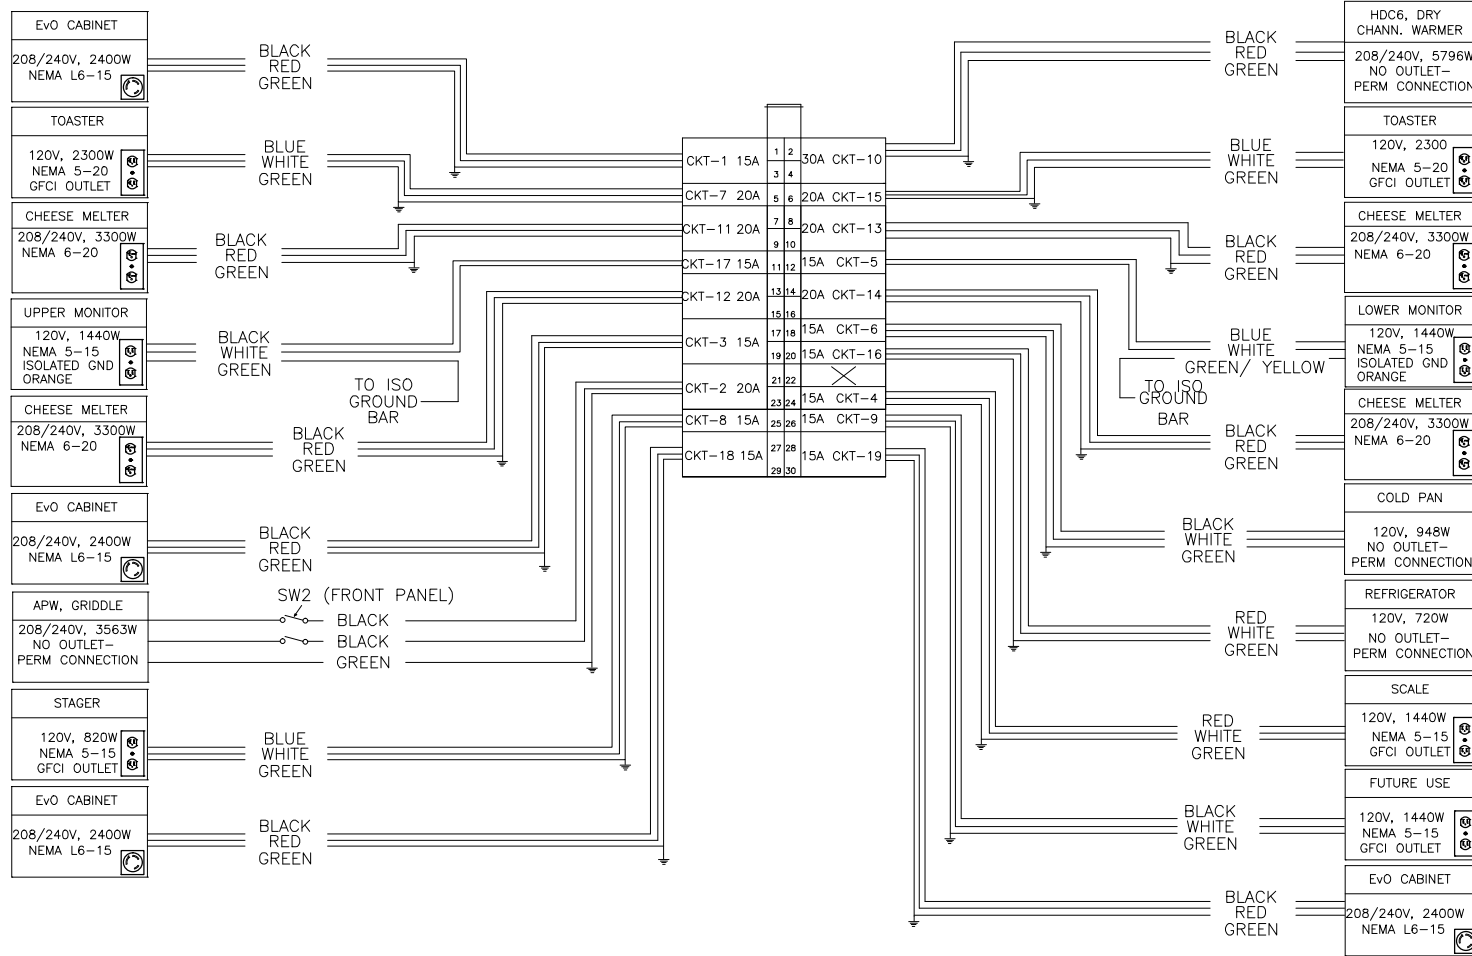 EvO CABINET
208/240V, 2400W
NEMA L6-15
BLACK
RED
GREEN
TOASTER
120V, 2300W
NEMA 5-20
GFCI OUTLET
BLUE
WHITE
GREEN
CHEESE MELTER
208/240V, 3300W
NEMA 6-20
BLACK
RED
GREEN
UPPER MONITOR
120V, 1440W
NEMA 5-15
ISOLATED GND
ORANGE
BLACK
WHITE
GREEN
TO ISO
GROUND
BAR
CHEESE MELTER
208/240V, 3300W
NEMA 6-20
BLACK
RED
GREEN
EvO CABINET
208/240V, 2400W
NEMA L6-15
BLACK
RED
GREEN
APW, GRIDDLE
208/240V, 3563W
NO OUTLET-
PERM CONNECTION
SW2 (FRONT PANEL)
BLACK
BLACK
GREEN
STAGER
120V, 820W
NEMA 5-15
GFCI OUTLET
BLUE
WHITE
GREEN
EvO CABINET
208/240V, 2400W
NEMA L6-15
BLACK
RED
GREEN
CKT-1 15A 1 2 30A CKT-10
3 4
CKT-7 20A 5 6 20A CKT-15
CKT-11 20A 7 8 20A CKT-13
9 10
CKT-17 15A 11 12 15A CKT-5
CKT-12 20A 13 14 20A CKT-14
15 16
CKT-3 15A 17 18 15A CKT-6
19 20 15A CKT-16
CKT-2 20A 21 22
23 24 15A CKT-4
CKT-8 15A 25 26 15A CKT-9
CKT-18 15A 27 28 15A CKT-19
29 30
HDC6, DRY
CHANN. WARMER
208/240V, 5796W
NO OUTLET-
PERM CONNECTION
BLACK
RED
GREEN
TOASTER
120V, 2300
NEMA 5-20
GFCI OUTLET
BLUE
WHITE
GREEN
CHEESE MELTER
208/240V, 3300W
NEMA 6-20
BLACK
RED
GREEN
LOWER MONITOR
120V, 1440W
NEMA 5-15
ISOLATED GND
ORANGE
BLUE
WHITE
GREEN/ YELLOW
TO ISO
GROUND
BAR
CHEESE MELTER
208/240V, 3300W
NEMA 6-20
BLACK
RED
GREEN
COLD PAN
120V, 948W
NO OUTLET-
PERM CONNECTION
BLACK
WHITE
GREEN
REFRIGERATOR
120V, 720W
NO OUTLET-
PERM CONNECTION
RED
WHITE
GREEN
SCALE
120V, 1440W
NEMA 5-15
GFCI OUTLET
RED
WHITE
GREEN
FUTURE USE
120V, 1440W
NEMA 5-15
GFCI OUTLET
BLACK
WHITE
GREEN
EvO CABINET
208/240V, 2400W
NEMA L6-15
BLACK
RED
GREEN